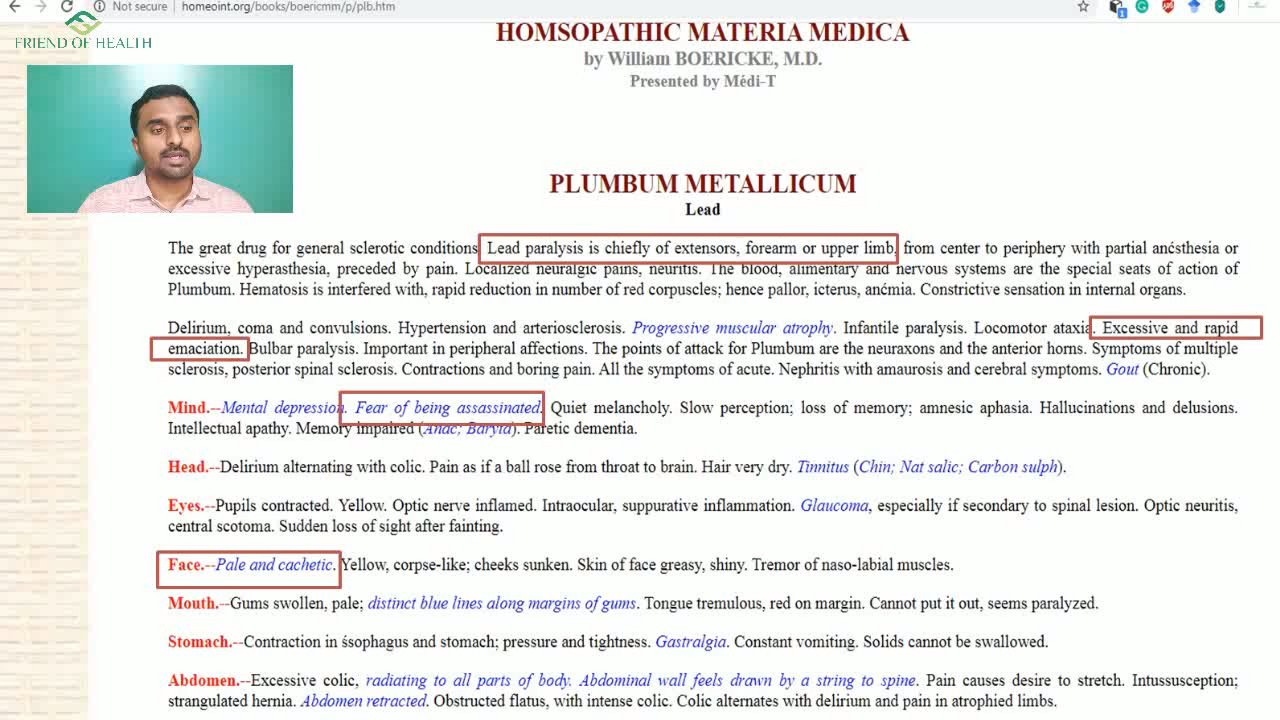 Not secure | homeoint.org/books/boericmm/p/plb.htm
FRIEND OF HEALTH
HOMSOPATHIC MATERIA MEDICA
by William BOERICKE, M.D.
Presented by Médi-T
PLUMBUM METALLICUM
Lead
The great drug for general sclerotic conditions. Lead paralysis is chiefly of extensors, forearm or upper limb, from center to periphery with partial anćsthesia or
excessive hyperasthesia, preceded by pain. Localized neuralgic pains, neuritis. The blood, alimentary and nervous systems are the special seats of action of
Plumbum. Hematosis is interfered with, rapid reduction in number of red corpuscles; hence pallor, icterus, anćmia. Constrictive sensation in internal organs.
Delirium, coma and convulsions. Hypertension and arteriosclerosis. Progressive muscular atrophy. Infantile paralysis. Locomotor ataxia. Excessive and rapid
emaciation. Bulbar paralysis. Important in peripheral affections. The points of attack for Plumbum are the neuraxons and the anterior horns. Symptoms of multiple
sclerosis, posterior spinal sclerosis. Contractions and boring pain. All the symptoms of acute. Nephritis with amaurosis and cerebral symptoms. Gout (Chronic).
Mind.--Mental depression. Fear of being assassinated. Quiet melancholy. Slow perception; loss of memory; amnesic aphasia. Hallucinations and delusions.
Intellectual apathy. Memory impaired (Anac; Baryta). Paretic dementia.
Head.--Delirium alternating with colic. Pain as if a ball rose from throat to brain. Hair very dry. Tinnitus (Chin; Nat salic; Carbon sulph).
Eyes.--Pupils contracted. Yellow. Optic nerve inflamed. Intraocular, suppurative inflammation. Glaucoma, especially if secondary to spinal lesion. Optic neuritis,
central scotoma. Sudden loss of sight after fainting.
Face.--Pale and cachetic. Yellow, corpse-like; cheeks sunken. Skin of face greasy, shiny. Tremor of naso-labial muscles.
Mouth.--Gums swollen, pale; distinct blue lines along margins of gums. Tongue tremulous, red on margin. Cannot put it out, seems paralyzed.
Stomach.--Contraction in śsophagus and stomach; pressure and tightness. Gastralgia. Constant vomiting. Solids cannot be swallowed.
Abdomen.--Excessive colic, radiating to all parts of body. Abdominal wall feels drawn by a string to spine. Pain causes desire to stretch. Intussusception;
strangulated hernia. Abdomen retracted. Obstructed flatus, with intense colic. Colic alternates with delirium and pain in atrophied limbs.